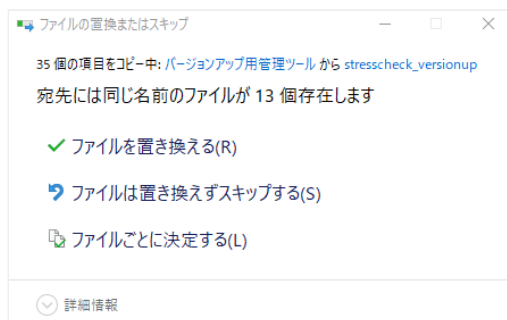 ファイルの置換またはスキップ
35 個の項目をコピー中: バージョンアップ用管理ツール から stresscheck_versionup
宛先には同じ名前のファイルが 13 個存在します
ファイルを置き換える(R)
ファイルは置き換えずスキップする(S)
ファイルごとに決定する(L)
詳細情報